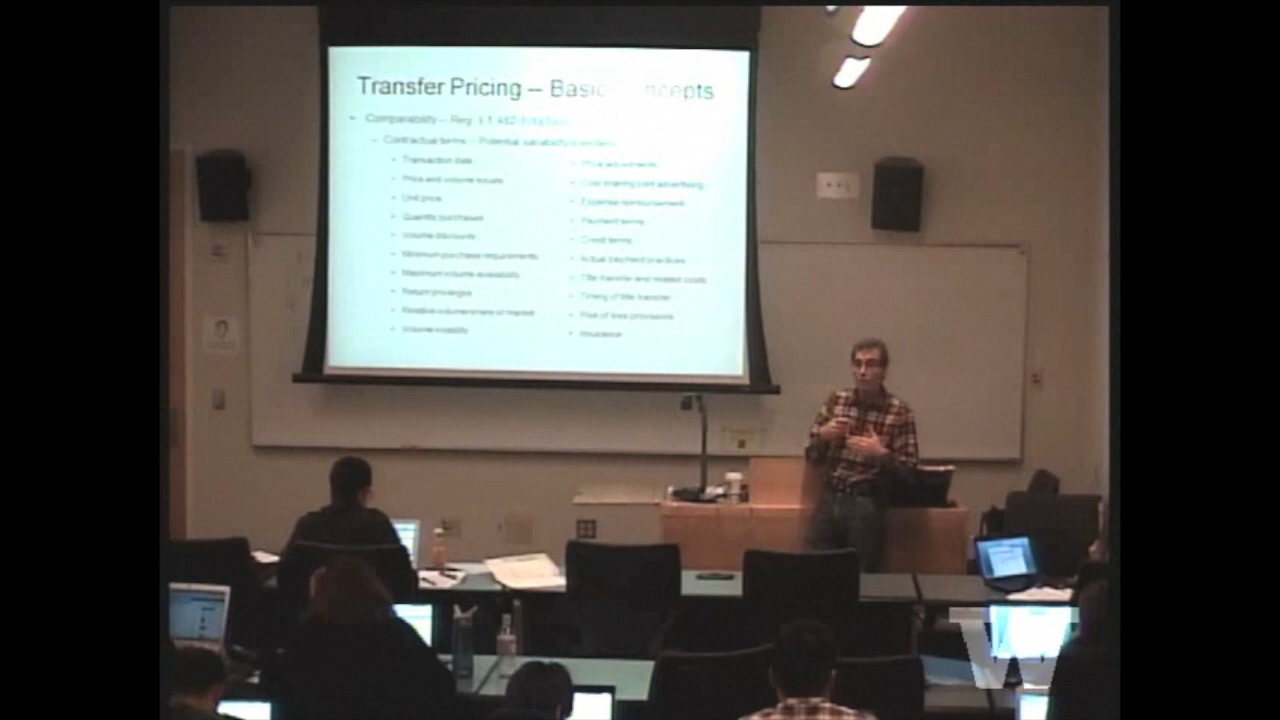 Transfer Pricing – Basic Concepts
Comparability – Reg.
Contractual terms – Potential
Transaction date
Price and volume issues
Unit price
Quantity purchased
Volume discounts
Minimum purchase requirements
Maximum volume availability
Return privileges
Relative volume/share of market
Volume volatility
Price adjustments
Cost sharing joint advertising
Expense reimbursement
Payment terms
Credit terms
Actual payment practices
Title transfer and related costs
Timing of title transfer
Risk of loss provisions
Insurance
W